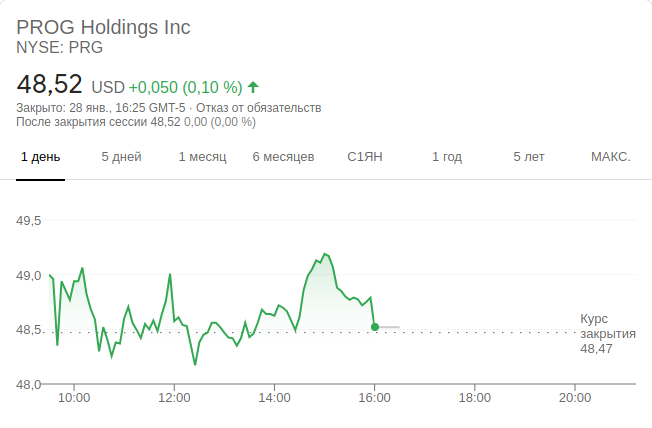 PROG Holdings Inc
NYSE: PRG
48,52 USD +0,050 (0,10 %)
Закрыто: 28 янв., 16:25 GMT-5 · Отказ от обязательств
После закрытия сессии 48,52 0,00 (0,00 %)
1 день 5 дней 1 месяц 6 месяцев С1ЯН 1 год 5 лет МАКС.
49,5
49,0
48,5
48,0
Курс
закрытия
48,47
10:00 12:00 14:00 16:00 18:00 20:00